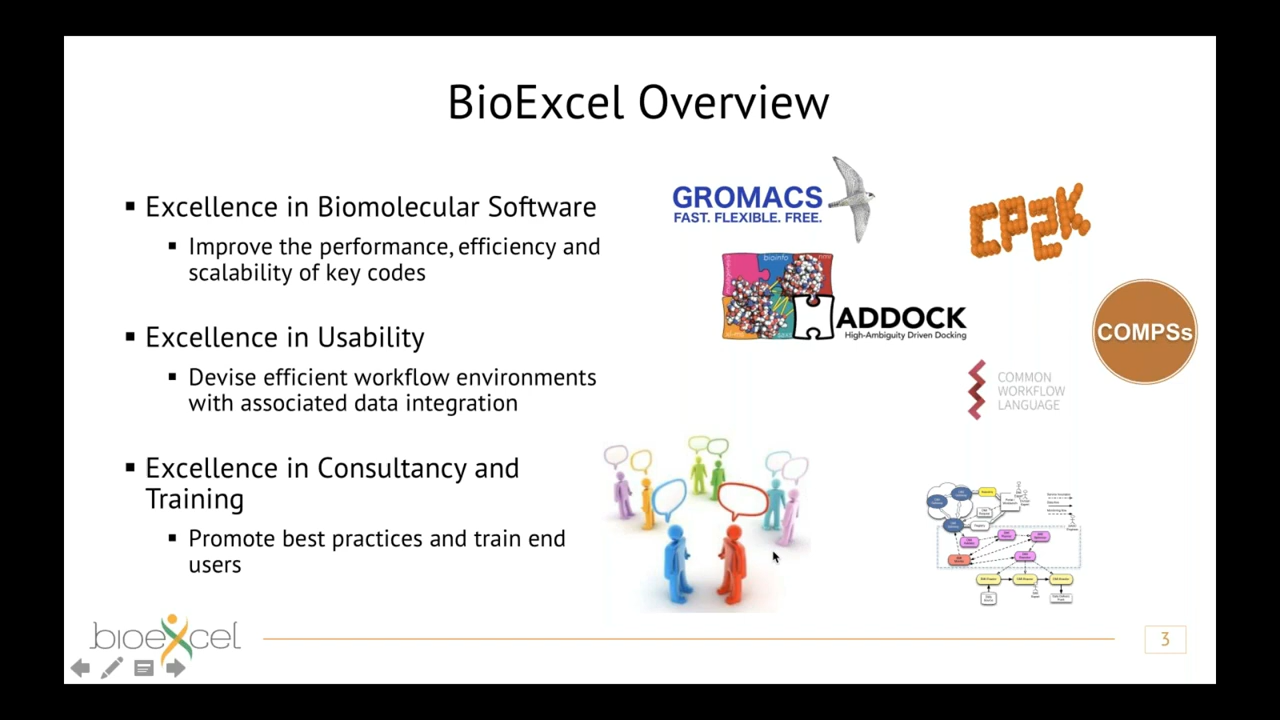 BioExcel Overview
▪ Excellence in Biomolecular Software
▪ Improve the performance, efficiency and
scalability of key codes
▪ Excellence in Usability
▪ Devise efficient workflow environments
with associated data integration
▪ Excellence in Consultancy and
Training
▪ Promote best practices and train end
users
GROMACS
FAST. FLEXIBLE. FREE.
CP2K
bioinfo
ADDOCK
High-Ambiguity Driven Docking
COMPSs
COMMON
WORKFLOW
LANGUAGE
bioexcel
3